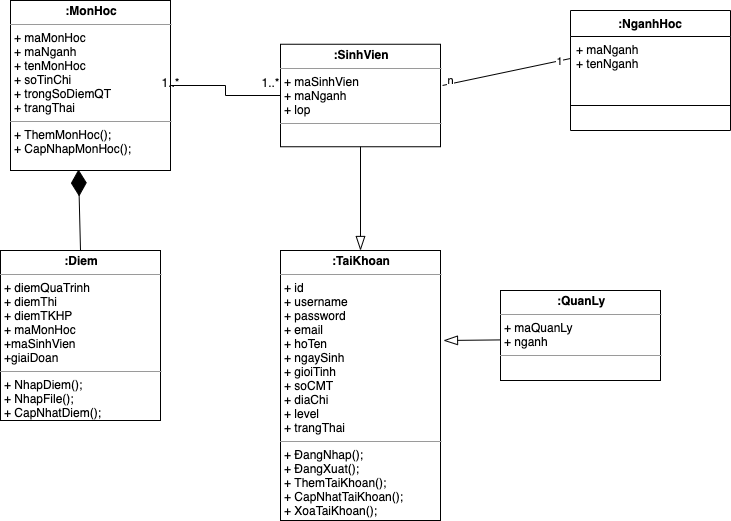 :MonHoc
+ maMonHoc
+ maNganh
+ tenMonHoc
+ soTinChi
+ trongSoDiemQT
+ trangThai
+ ThemMonHoc();
+ CapNhapMonHoc();
1..*
1..*
:SinhVien
+ maSinhVien
+ maNganh
+ lop
n
1
:NganhHoc
+ maNganh
+ tenNganh
:Diem
+ diemQuaTrinh
+ diemThi
+ diemTKHP
+ maMonHoc
+maSinhVien
+giaiDoan
+ NhapDiem();
+ NhapFile();
+ CapNhatDiem();
:TaiKhoan
+ id
+ username
+ password
+ email
+ hoTen
+ ngaySinh
+ gioiTinh
+ soCMT
+ diaChi
+ level
+ trangThai
+ ĐangNhap();
+ ĐangXuat();
+ ThemTaiKhoan();
+ CapNhatTaiKhoan();
+ XoaTaiKhoan();
:QuanLy
+ maQuanLy
+ nganh